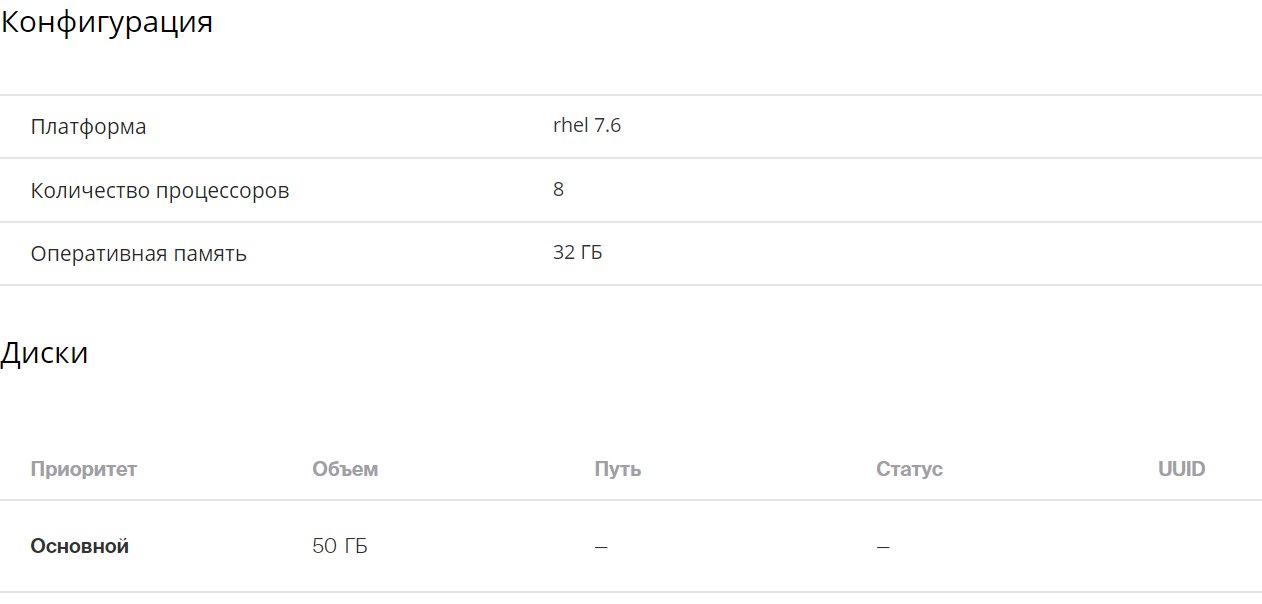 Конфигурация
Платформа rhel 7.6
Количество процессоров 8
Оперативная память 32 ГБ
Диски
Приоритет Объем Путь Статус UUID
Основной 50 ГБ – –